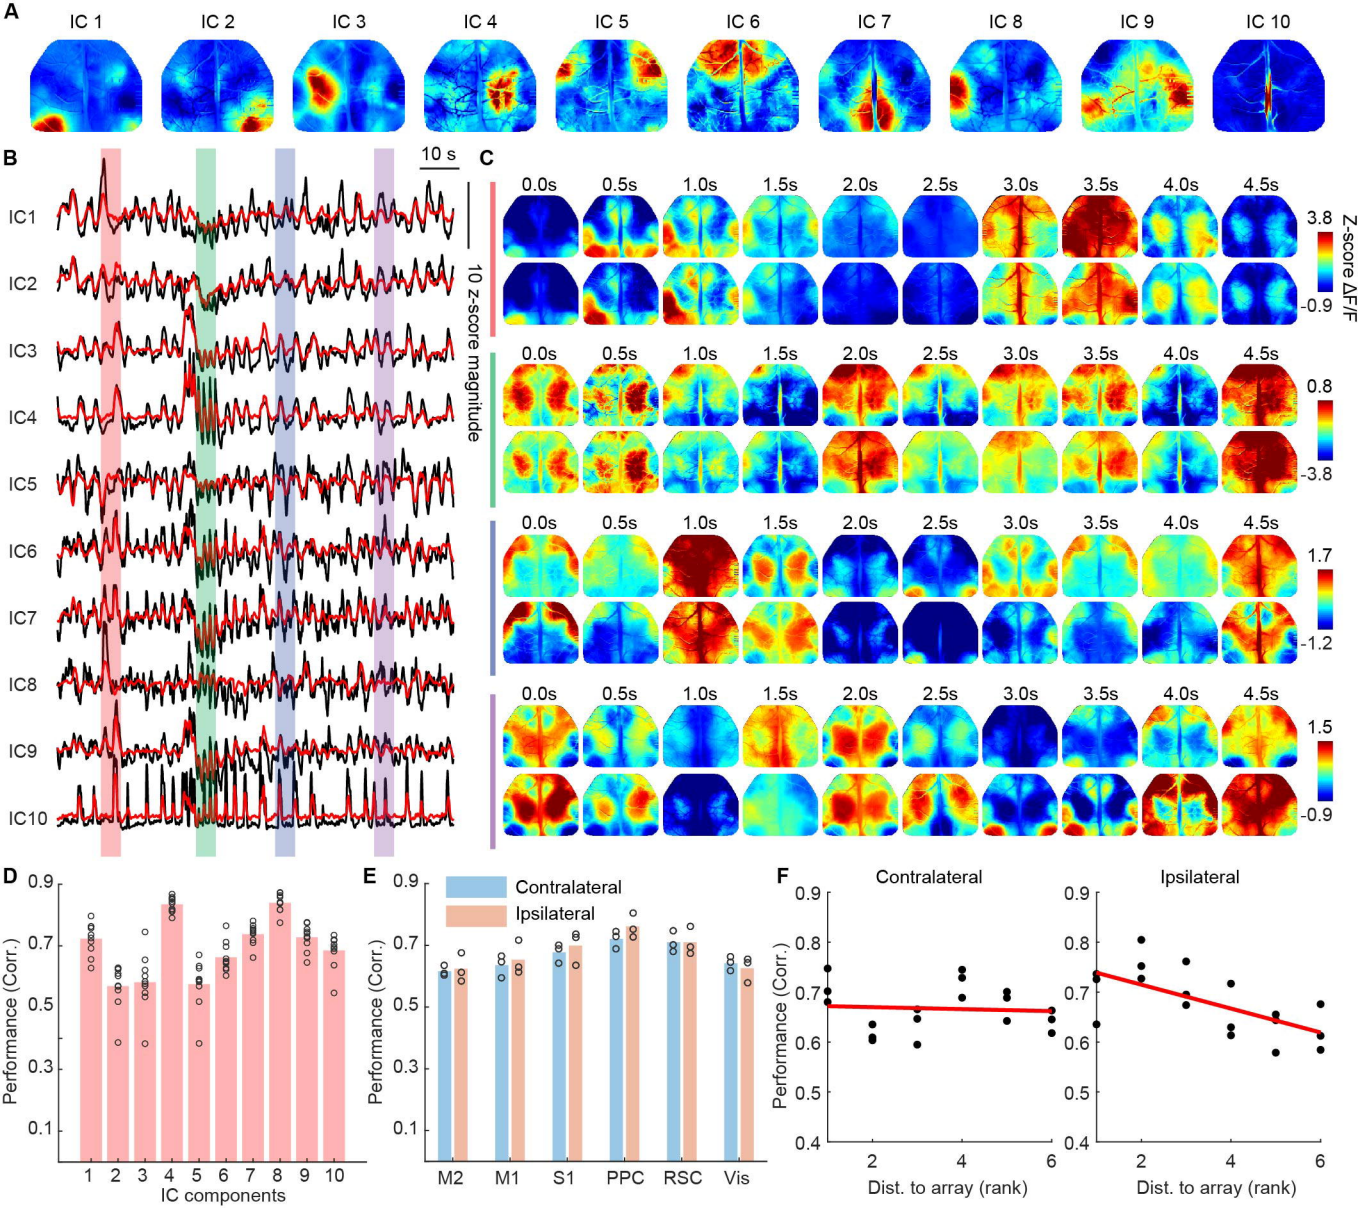 A
IC 1 IC 2 IC 3 IC 4 IC 5 IC 6 IC 7 IC 8 IC 9 IC 10
B
10 s
IC1
IC2
IC3
IC4
IC5
IC6
IC7
IC8
IC9
IC10
10 z-score magnitude
C
0.0s 0.5s 1.0s 1.5s 2.0s 2.5s 3.0s 3.5s 4.0s 4.5s
3.8
-0.9
Z-score ΔF/F
0.0s 0.5s 1.0s 1.5s 2.0s 2.5s 3.0s 3.5s 4.0s 4.5s
0.8
-3.8
0.0s 0.5s 1.0s 1.5s 2.0s 2.5s 3.0s 3.5s 4.0s 4.5s
1.7
-1.2
0.0s 0.5s 1.0s 1.5s 2.0s 2.5s 3.0s 3.5s 4.0s 4.5s
1.5
-0.9
D
Performance (Corr.)
0.9
0.7
0.5
0.3
0.1
1 2 3 4 5 6 7 8 9 10
IC components
E
Performance (Corr.)
0.9
0.7
0.5
0.3
0.1
Contralateral
Ipsilateral
M2 M1 S1 PPC RSC Vis
F
Contralateral
Performance (Corr.)
0.9
0.8
0.7
0.6
0.5
0.4
2 4 6
Dist. to array (rank)
Ipsilateral
0.9
0.8
0.7
0.6
0.5
0.4
2 4 6
Dist. to array (rank)